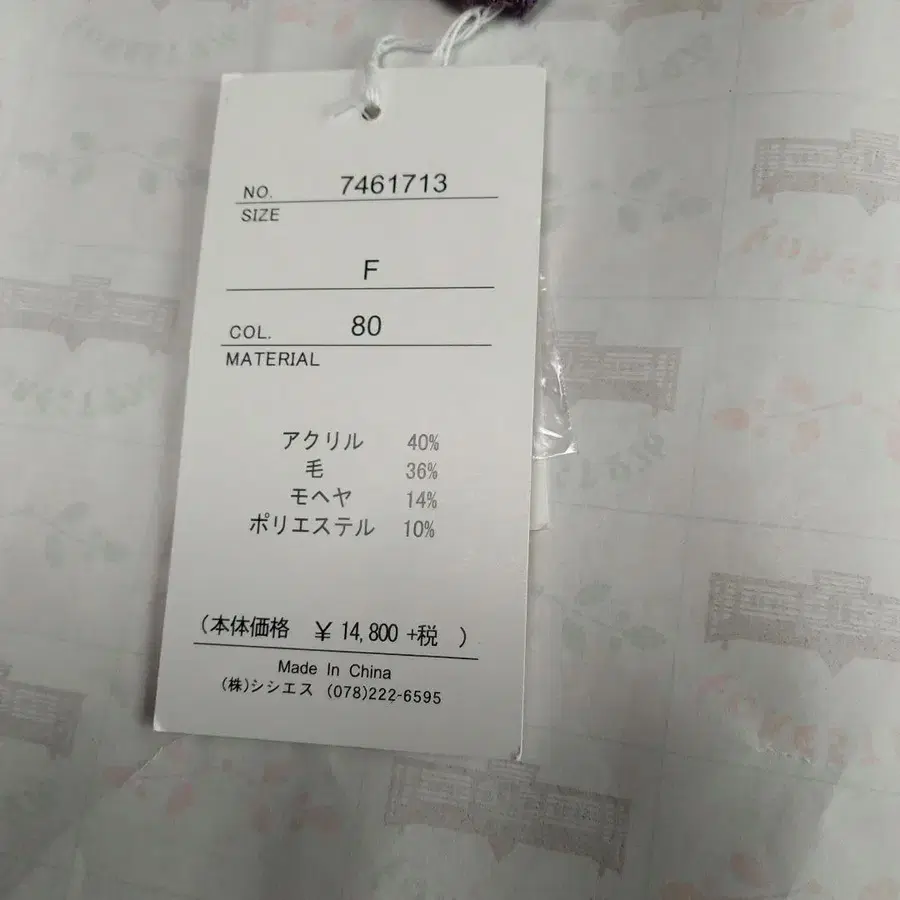 NO. 7461713
SIZE
F
COL. 80
MATERIAL
アクリル 40%
毛 36%
モヘヤ 14%
ポリエステル 10%
(本体価格 ¥ 14,800 +税 )
Made In China
(株)シシエス (078)222-6595